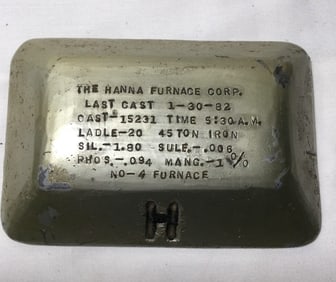 THE HANNA FURNACE CORP.
LAST CAST 1-30-82
CAST-15231 TIME 5:30 A.M.
LADLE-20 45 TON IRON
SIL.-1.80 SULF.-.006
PHOS.-.094 MANG.-1%
NO-4 FURNACE
H